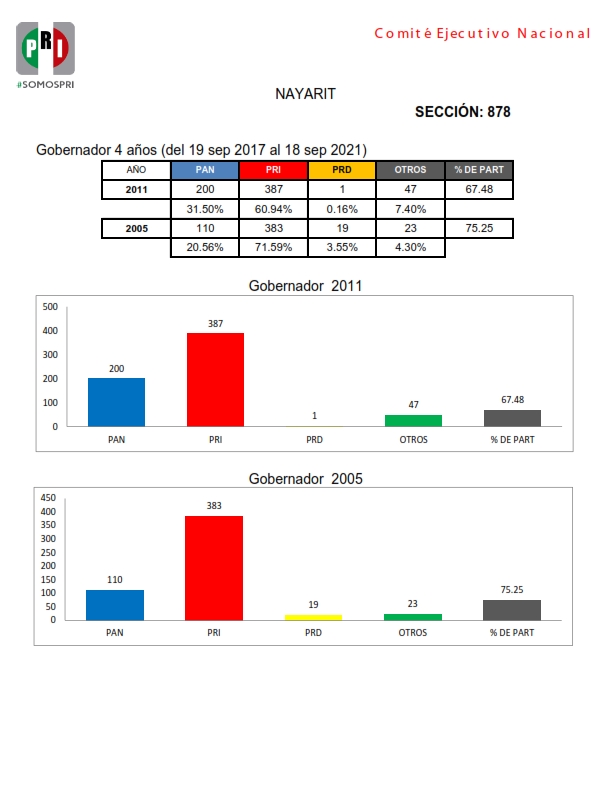 Comité Ejecutivo Nacional
PRI
#SOMOSPRI
NAYARIT
SECCIÓN: 878
Gobernador 4 años (del 19 sep 2017 al 18 sep 2021)
AÑO PAN PRI PRD OTROS % DE PART
2011 200 387 1 47 67.48
31.50% 60.94% 0.16% 7.40%
2005 110 383 19 23 75.25
20.56% 71.59% 3.55% 4.30%
Gobernador 2011
500
400
300
200
100
0
200
387
1
47
67.48
PAN PRI PRD OTROS % DE PART
Gobernador 2005
450
400
350
300
250
200
150
100
50
0
110
383
19
23
75.25
PAN PRI PRD OTROS % DE PART